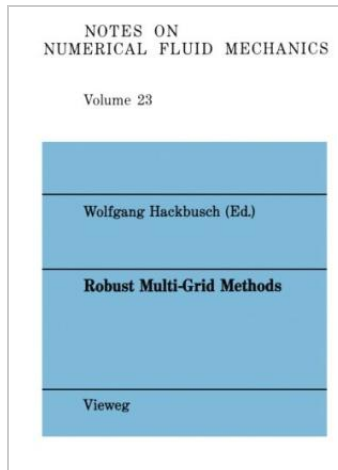 NOTES ON
NUMERICAL FLUID MECHANICS
Volume 23
Wolfgang Hackbusch (Ed.)
Robust Multi-Grid Methods
Vieweg